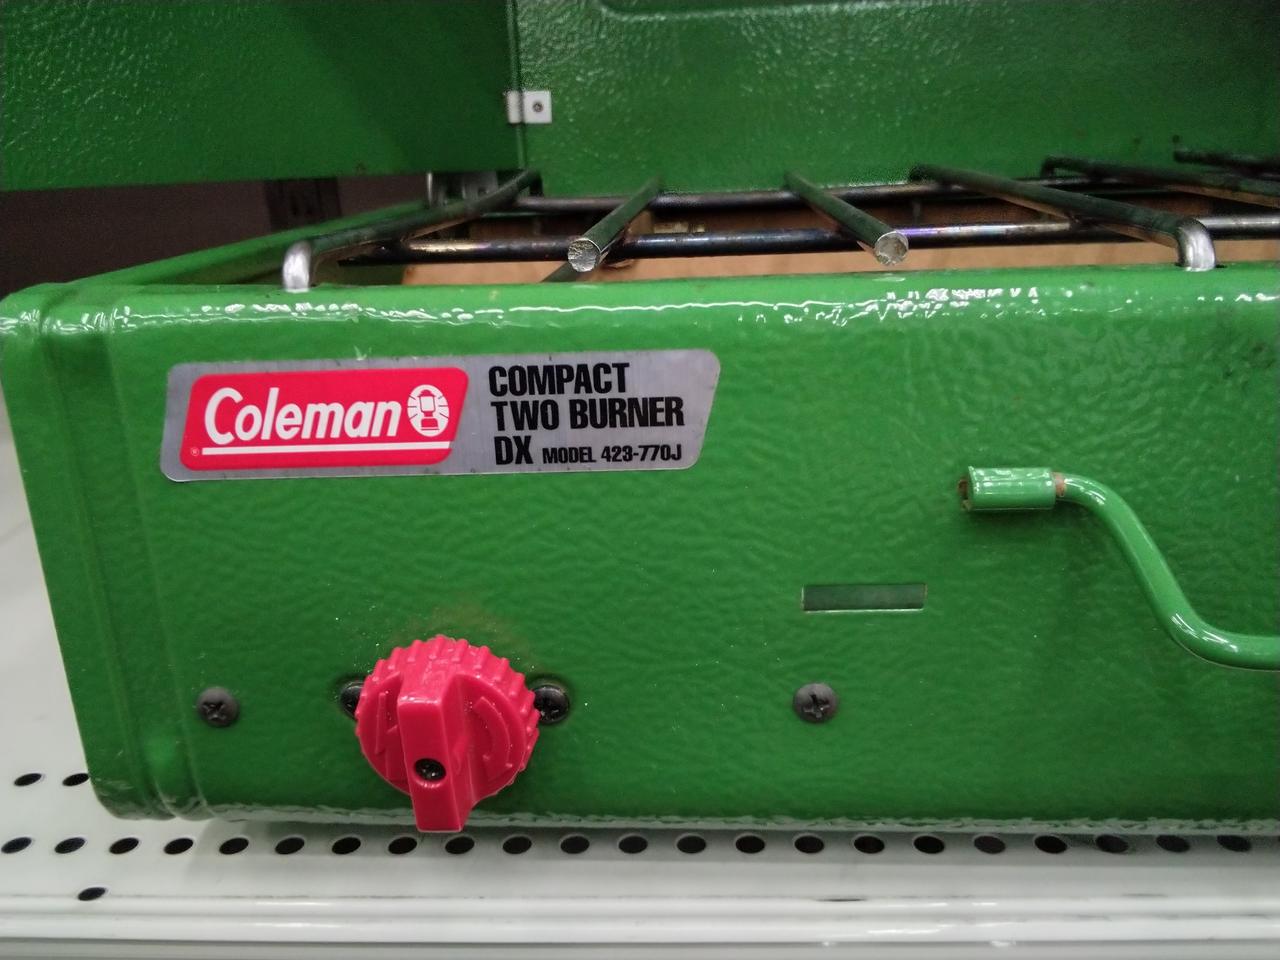 Coleman ®
COMPACT
TWO BURNER
DX MODEL 423-770J